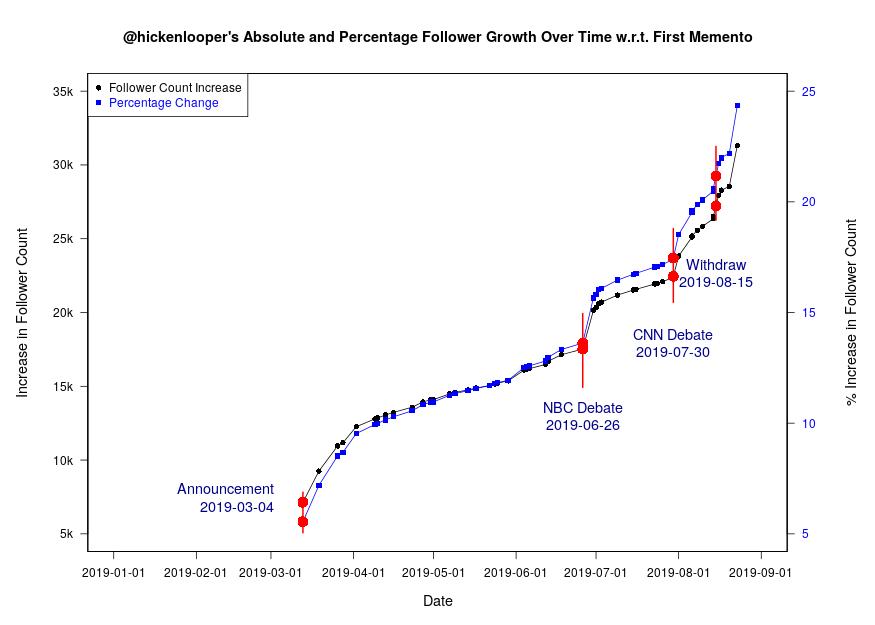 @hickenlooper's Absolute and Percentage Follower Growth Over Time w.r.t. First Memento
Follower Count Increase
Percentage Change
35k
30k
25k
20k
15k
10k
5k
Increase in Follower Count
25
20
15
10
5
% Increase in Follower Count
Withdraw
2019-08-15
CNN Debate
2019-07-30
NBC Debate
2019-06-26
Announcement
2019-03-04
2019-01-01 2019-02-01 2019-03-01 2019-04-01 2019-05-01 2019-06-01 2019-07-01 2019-08-01 2019-09-01
Date